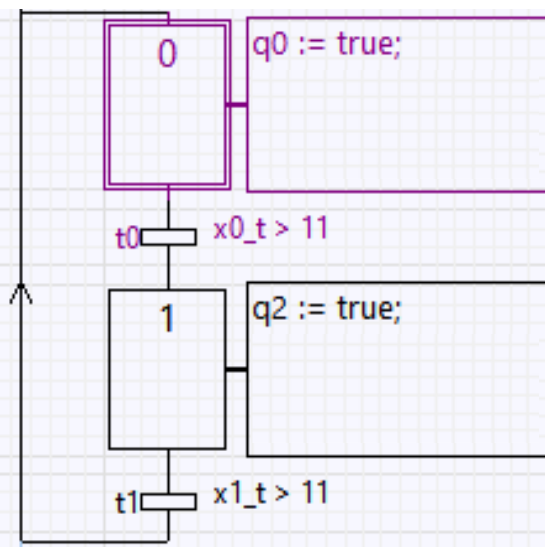 0
q0 := true;
t0
x0_t > 11
1
q2 := true;
t1
x1_t > 11